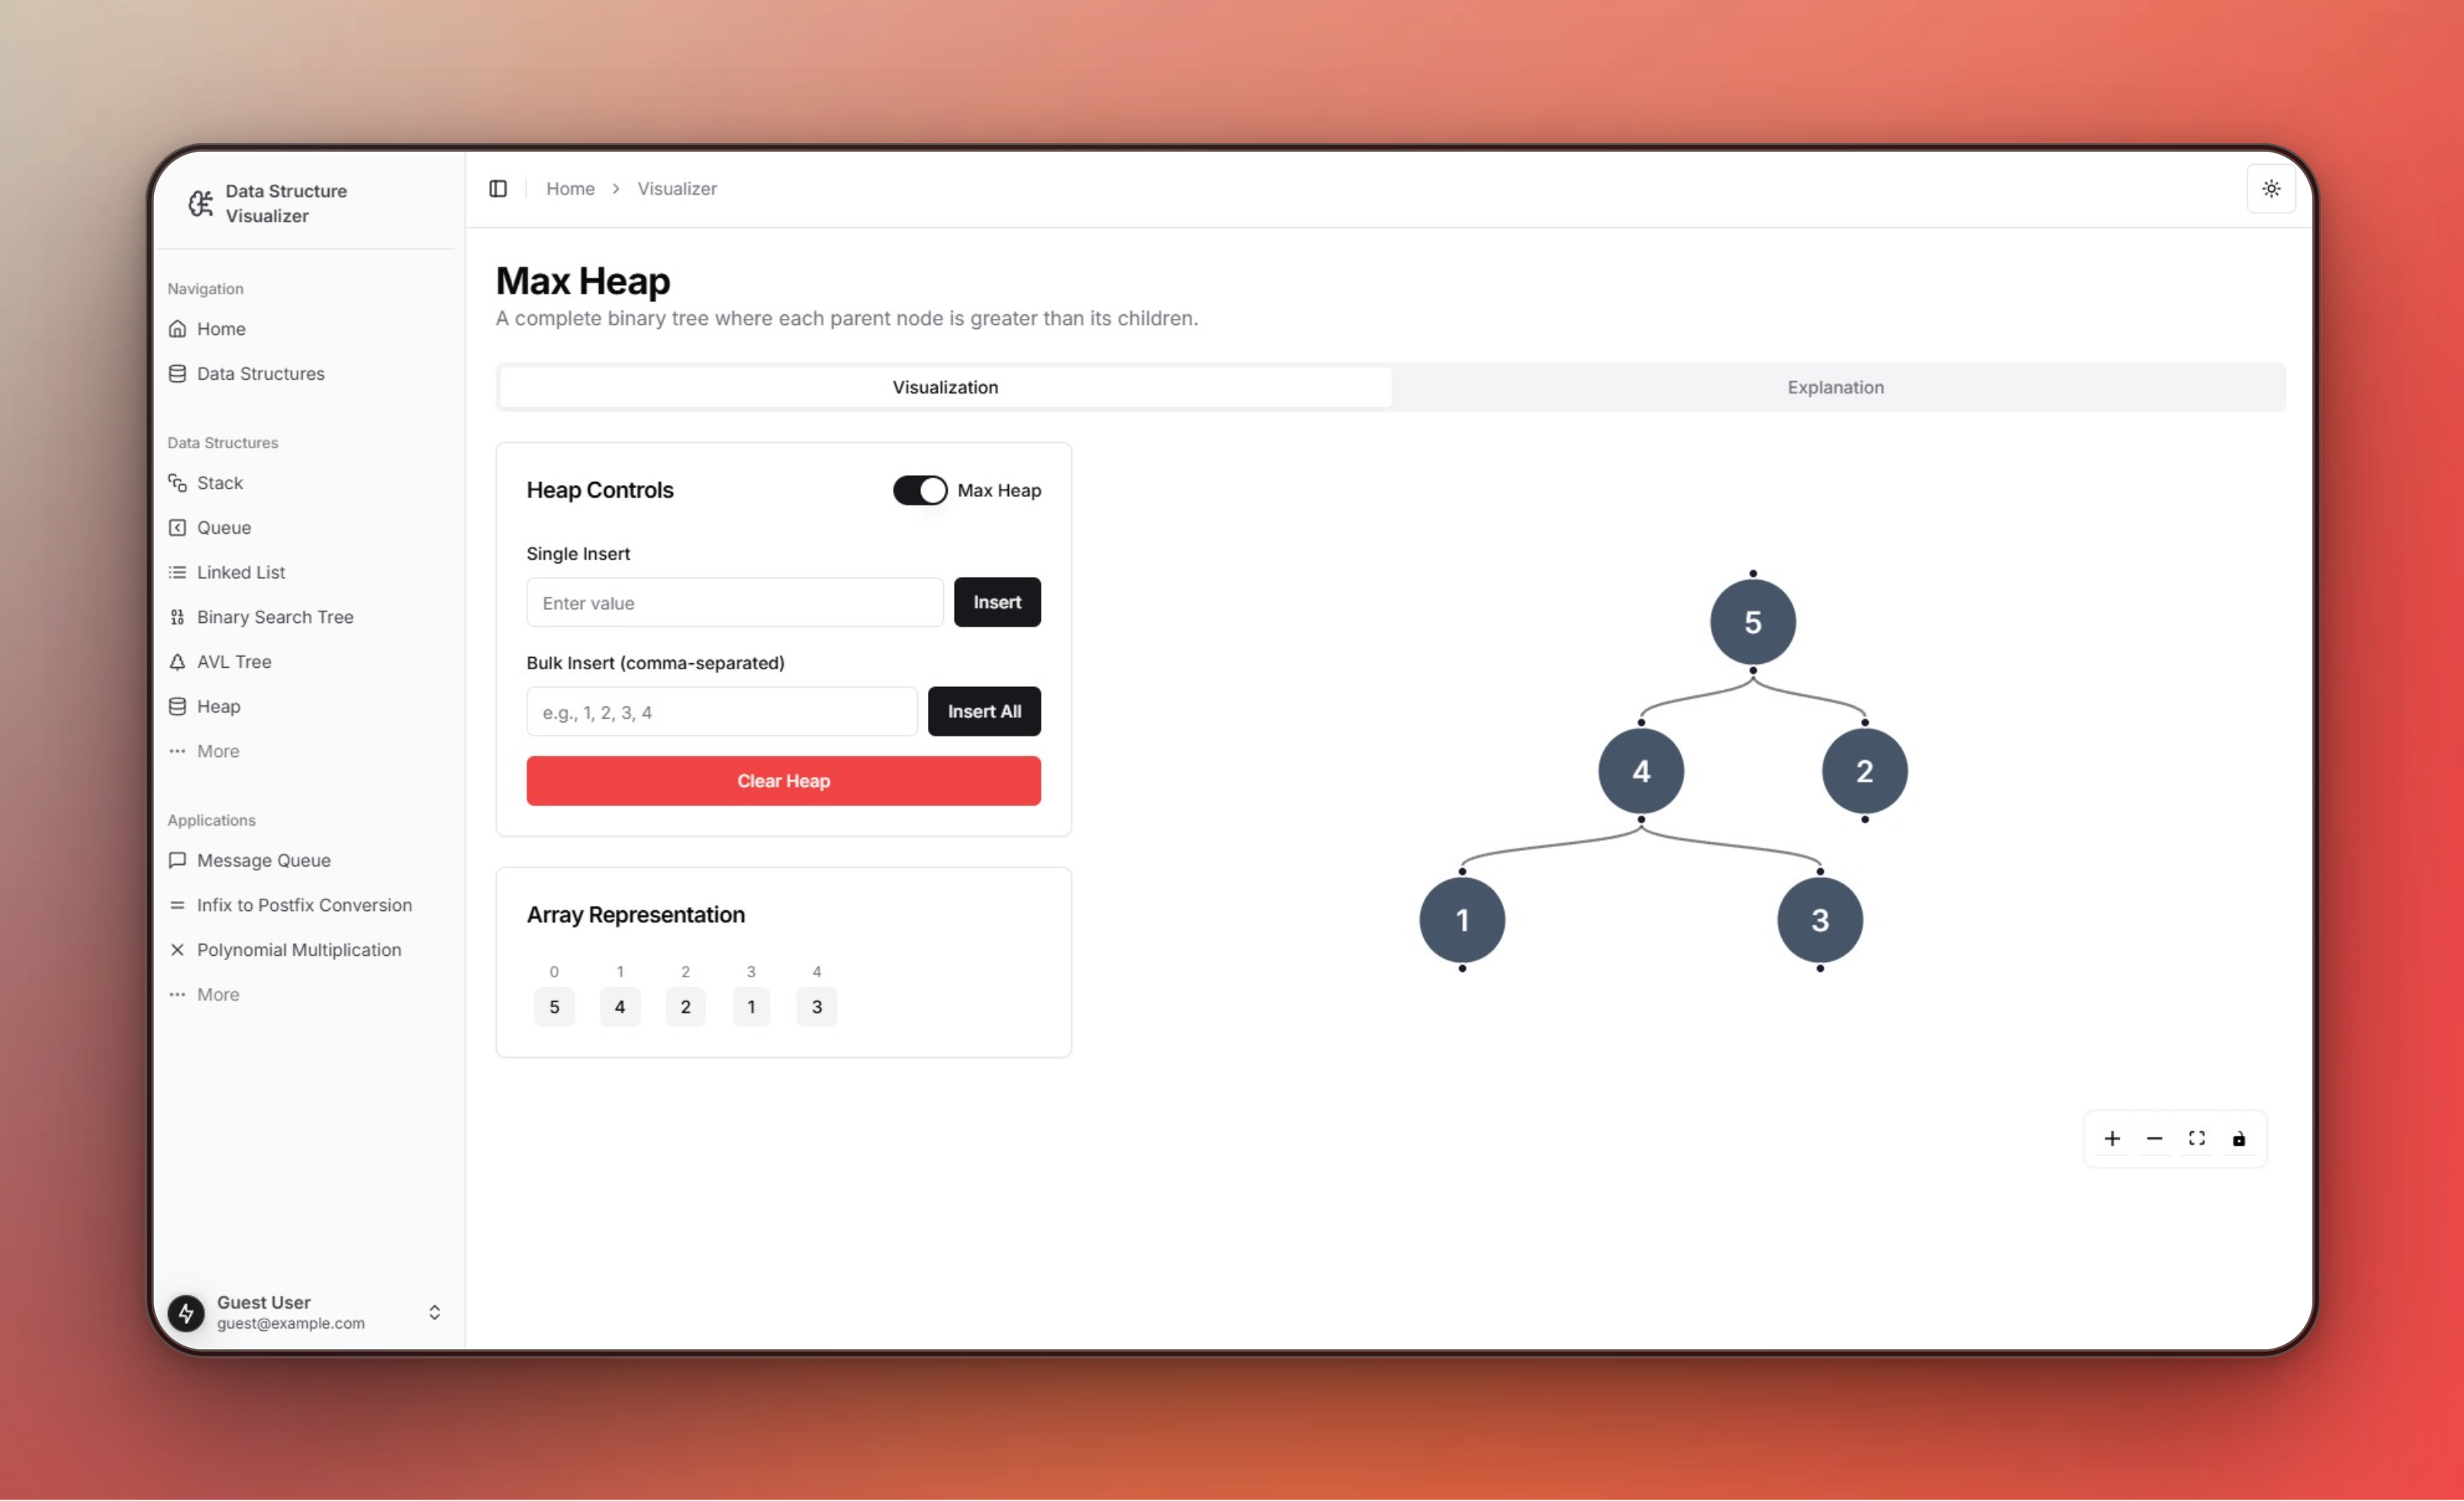 Data Structure
Visualizer
Navigation
Home
Data Structures
Data Structures
Stack
Queue
Linked List
Binary Search Tree
AVL Tree
Heap
More
Applications
Message Queue
Infix to Postfix Conversion
Polynomial Multiplication
More
Guest User
guest@example.com
Home > Visualizer
Max Heap
A complete binary tree where each parent node is greater than its children.
Visualization
Explanation
Heap Controls
Max Heap
Single Insert
Enter value
Insert
Bulk Insert (comma-separated)
e.g., 1, 2, 3, 4
Insert All
Clear Heap
Array Representation
0 1 2 3 4
5 4 2 1 3
5
4 2
1 3